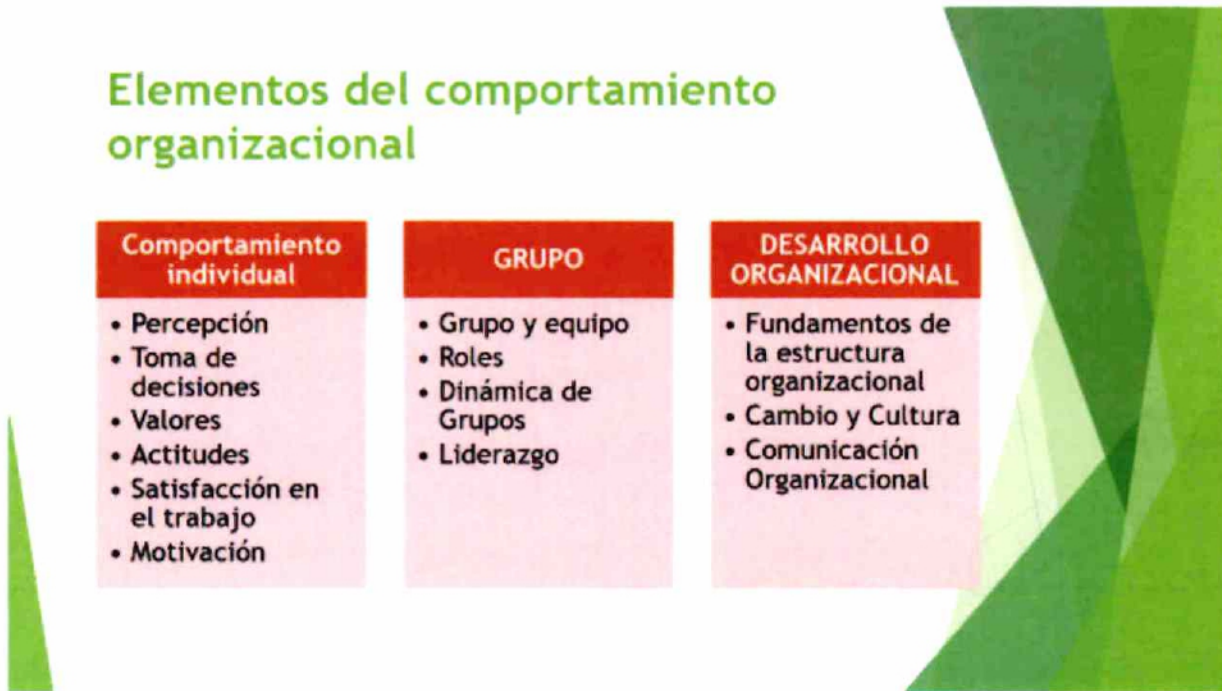 Elementos del comportamiento
organizacional
Comportamiento
individual
• Percepción
• Toma de
decisiones
• Valores
• Actitudes
• Satisfacción en
el trabajo
• Motivación
GRUPO
• Grupo y equipo
• Roles
• Dinámica de
Grupos
• Liderazgo
DESARROLLO
ORGANIZACIONAL
• Fundamentos de
la estructura
organizacional
• Cambio y Cultura
• Comunicación
Organizacional